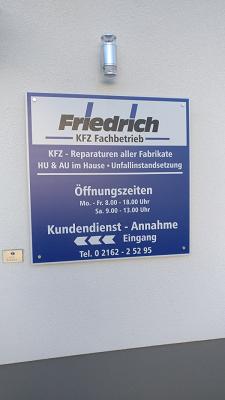 Friedrich
KFZ Fachbetrieb
KFZ - Reparaturen aller Fabrikate
HU & AU im Hause • Unfallinstandsetzung
Öffnungszeiten
Mo. - Fr. 8.00 - 18.00 Uhr
Sa. 9.00 - 13.00 Uhr
Kundendienst - Annahme
Eingang
Tel. 0 2162 - 2 52 95